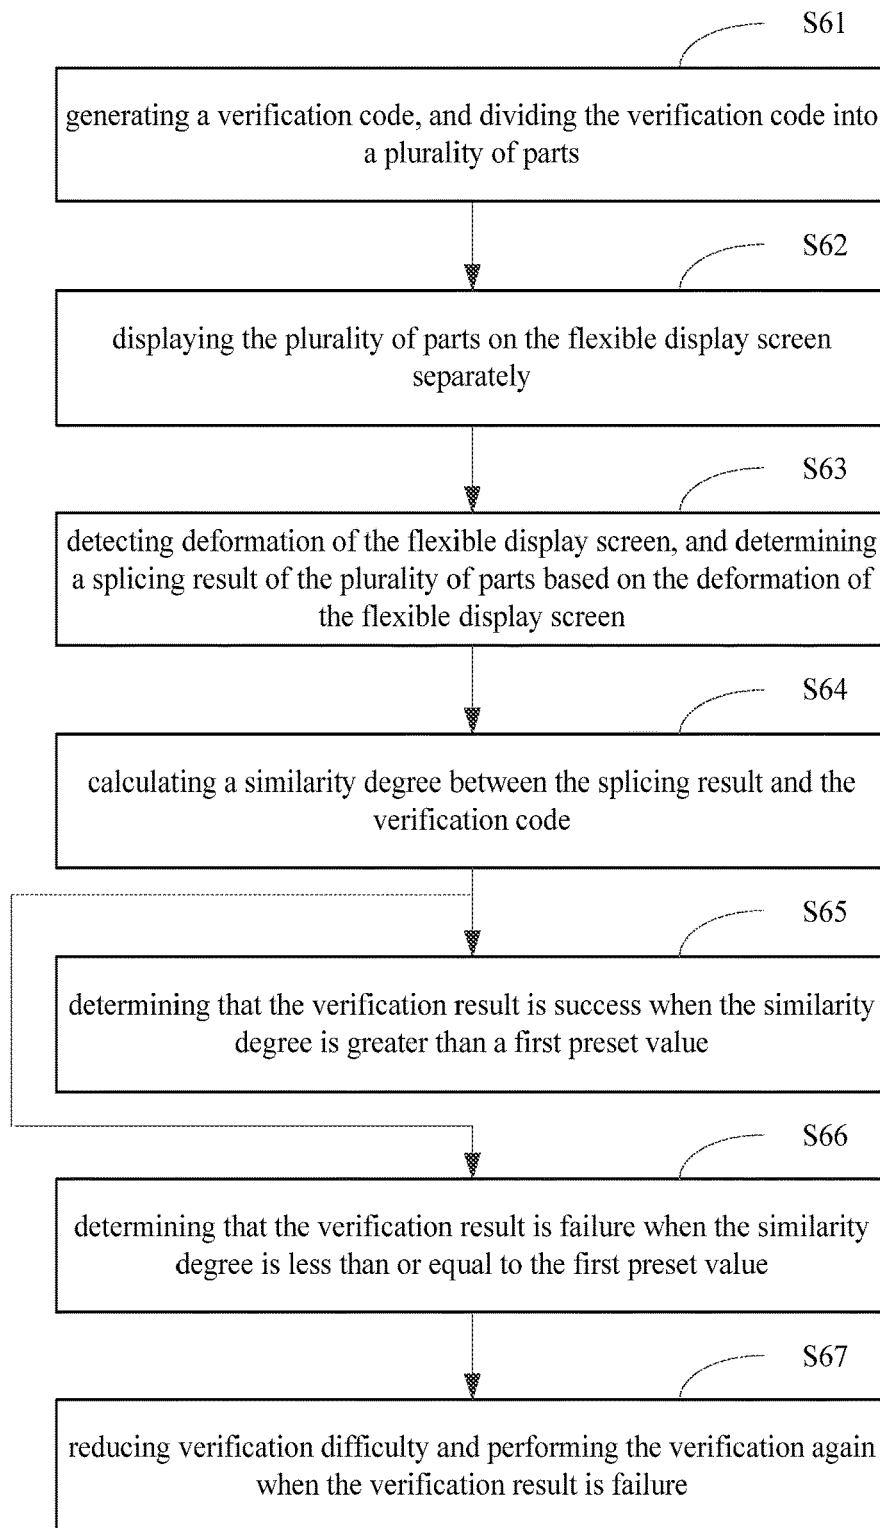 S61
generating a verification code, and dividing the verification code into
a plurality of parts
S62
displaying the plurality of parts on the flexible display screen
separately
S63
detecting deformation of the flexible display screen, and determining
a splicing result of the plurality of parts based on the deformation of
the flexible display screen
S64
calculating a similarity degree between the splicing result and the
verification code
S65
determining that the verification result is success when the similarity
degree is greater than a first preset value
S66
determining that the verification result is failure when the similarity
degree is less than or equal to the first preset value
S67
reducing verification difficulty and performing the verification again
when the verification result is failure